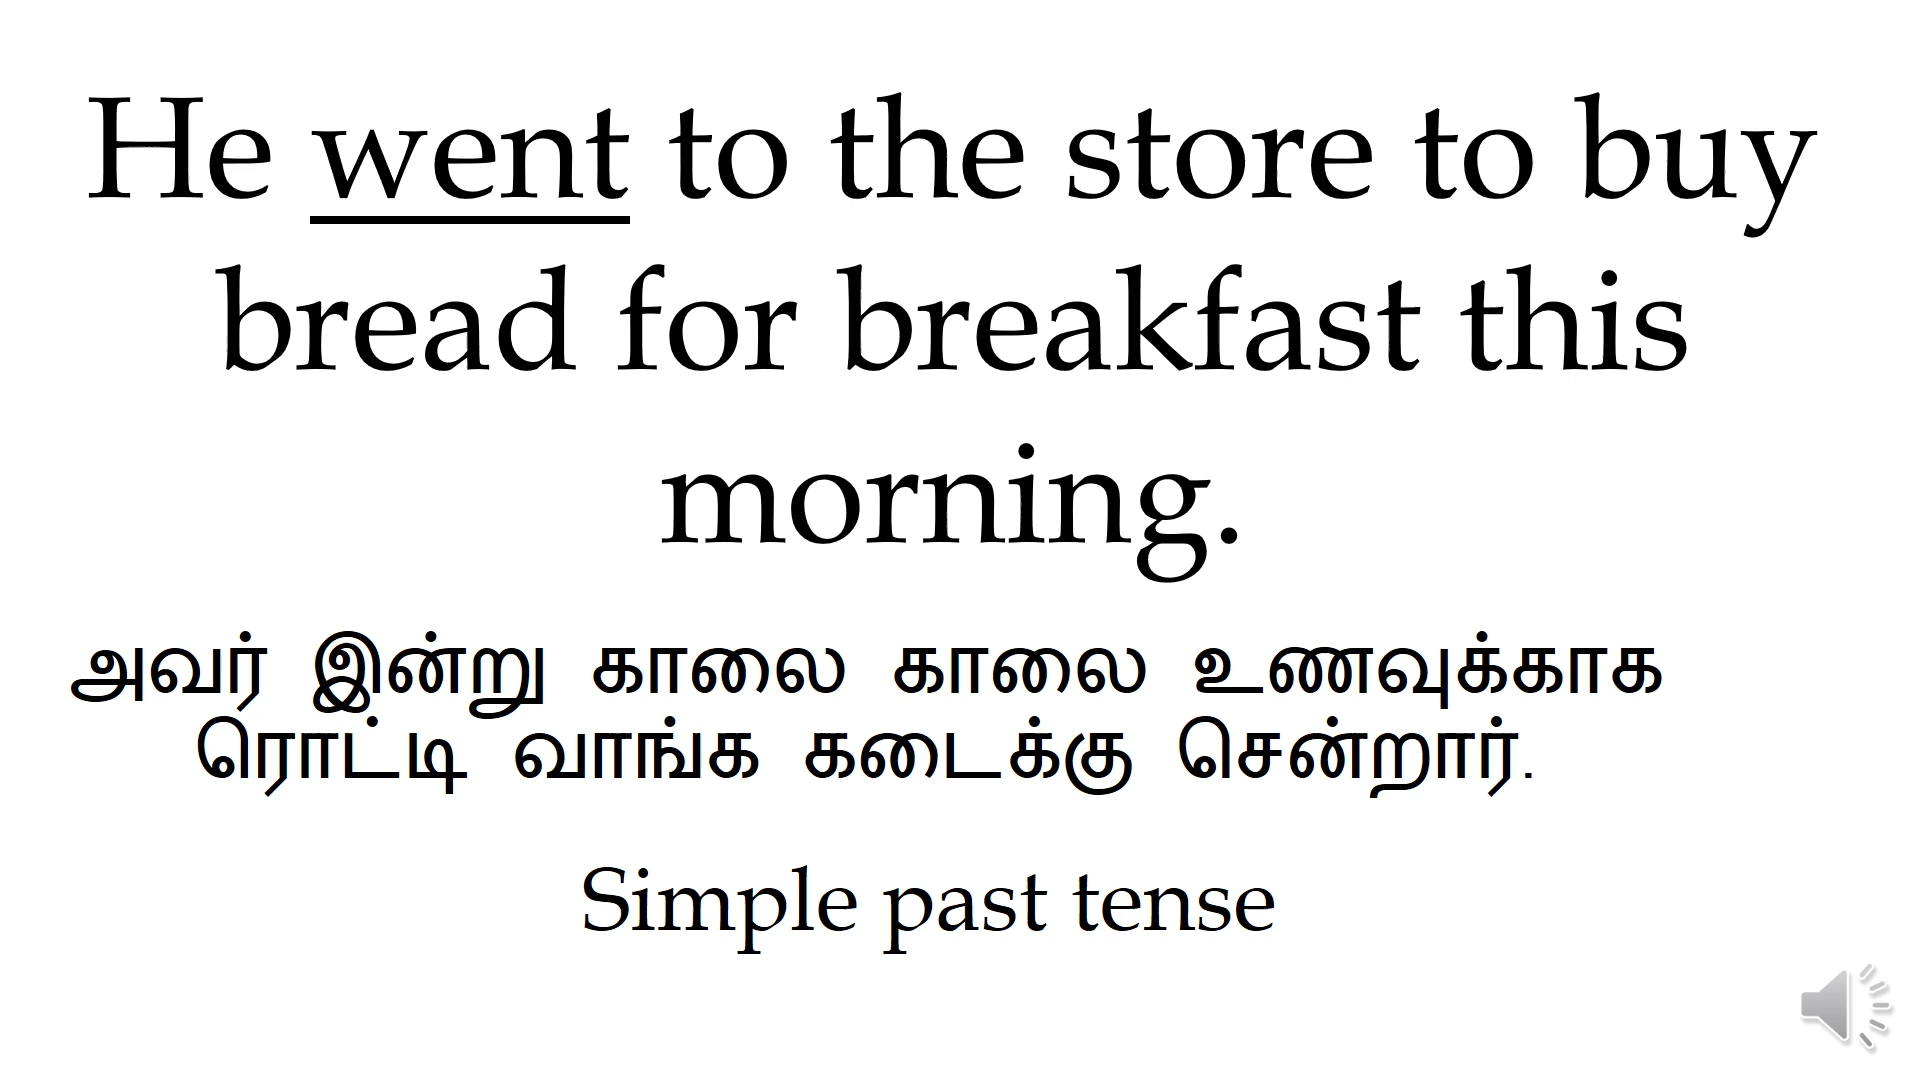 He went to the store to buy
bread for breakfast this
morning.
அவர் இன்று காலை காலை உணவுக்காக
ரொட்டி வாங்க கடைக்கு சென்றார்.
Simple past tense